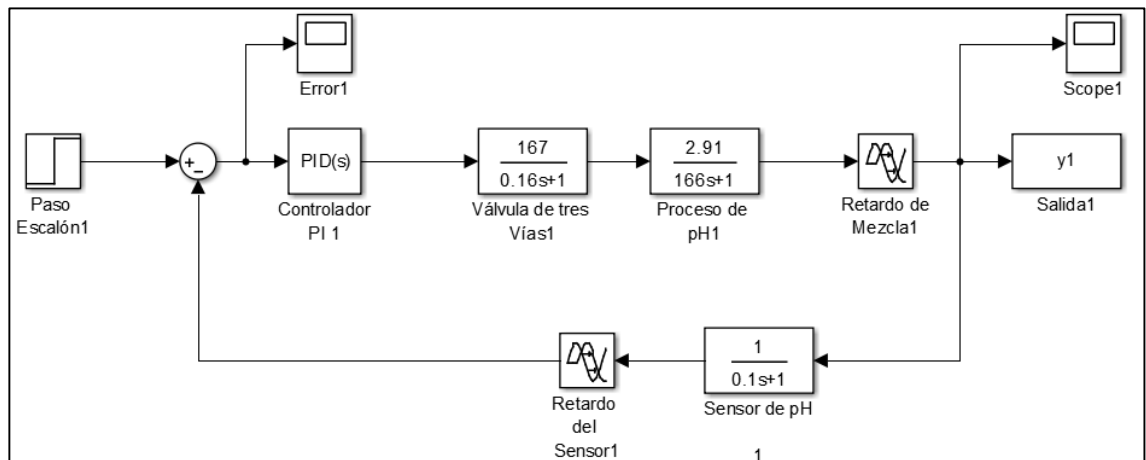 Error1
Scope1
+
−
PID(s)
167
0.16s+1
2.91
166s+1
y1
Paso
Escalón1
Controlador
PI 1
Válvula de tres
Vías1
Proceso de
pH1
Retardo de
Mezcla1
Salida1
1
0.1s+1
Retardo
del
Sensor1
Sensor de pH
1